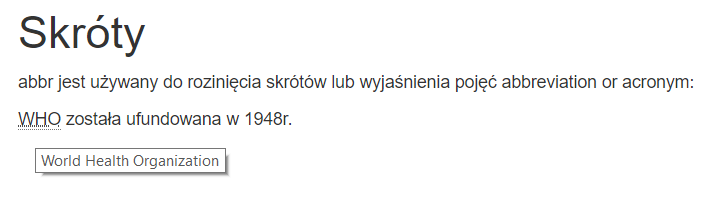 Skróty
abbr jest używany do rozinięcia skrótów lub wyjaśnienia pojęć abbreviation or acronym:
WHO została ufundowana w 1948r.
World Health Organization